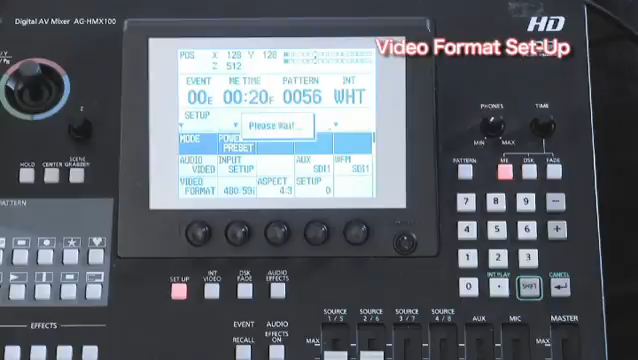 Digital AV Mixer AG-HMX100
HD
Video Format Set-Up
POS. X 128 Y 128
Z 512
EVENT ME TIME PATTERN INT
00E 00:20F 0056 WHT
SETUP
Please Wait...
MODE
PRESET
AUDIO INPUT AUX WFM
VIDEO SETUP SDI1 SDI1
VIDEO ASPECT SETUP
FORMAT 480/59i 4:3 0
PHONES TIME
MIN MAX
HOLD CENTER SCENE GRABBER
PATTERN ME DSK FADE
PATTERN
7 8 9 −
4 5 6 +
1 2 3
INT PLAY CANCEL
0 · SHIFT
SET UP INT VIDEO DSK FADE AUDIO EFFECTS
SOURCE 1/5 SOURCE 2/6 SOURCE 3/7 SOURCE 4/8 AUX MIC MASTER
EFFECTS
EVENT RECALL AUDIO EFFECTS ON
MAX MAX